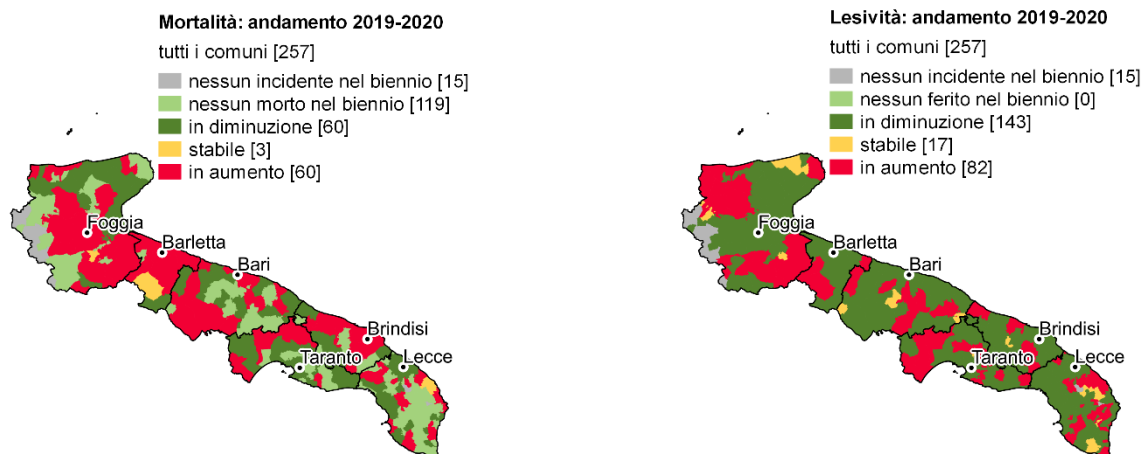 Mortalità: andamento 2019-2020
tutti i comuni [257]
nessun incidente nel biennio [15]
nessun morto nel biennio [119]
in diminuzione [60]
stabile [3]
in aumento [60]
Foggia
Barletta
Bari
Brindisi
Taranto
Lecce
Lesività: andamento 2019-2020
tutti i comuni [257]
nessun incidente nel biennio [15]
nessun ferito nel biennio [0]
in diminuzione [143]
stabile [17]
in aumento [82]
Foggia
Barletta
Bari
Brindisi
Taranto
Lecce